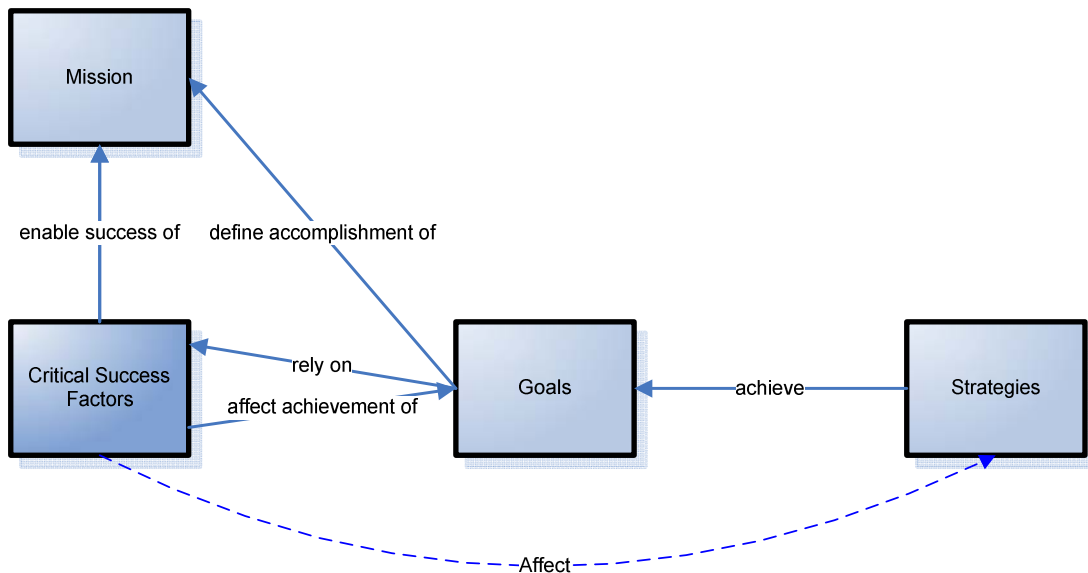 Mission
enable success of
define accomplishment of
Critical Success
Factors
rely on
affect achievement of
Goals
achieve
Strategies
Affect